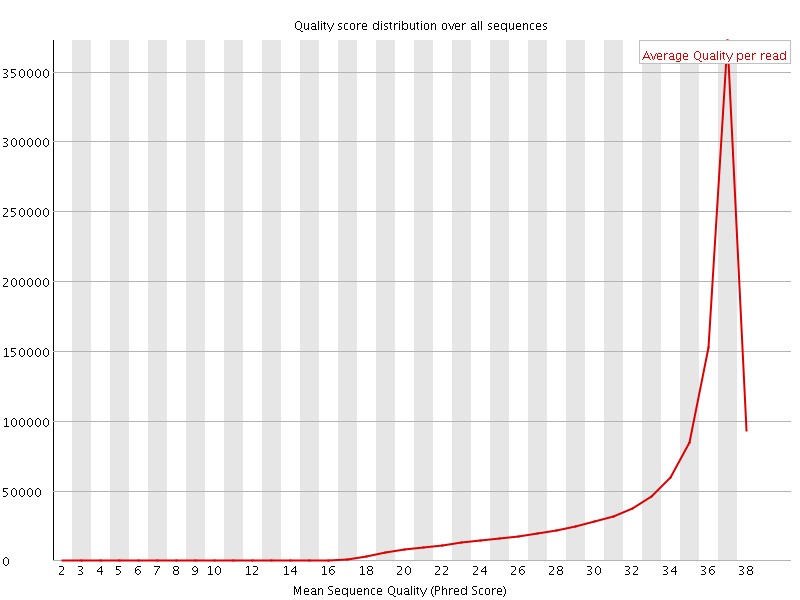 Quality score distribution over all sequences
Average Quality per read
350000
300000
250000
200000
150000
100000
50000
0
2 3 4 5 6 7 8 9 10 12 14 16 18 20 22 24 26 28 30 32 34 36 38
Mean Sequence Quality (Phred Score)